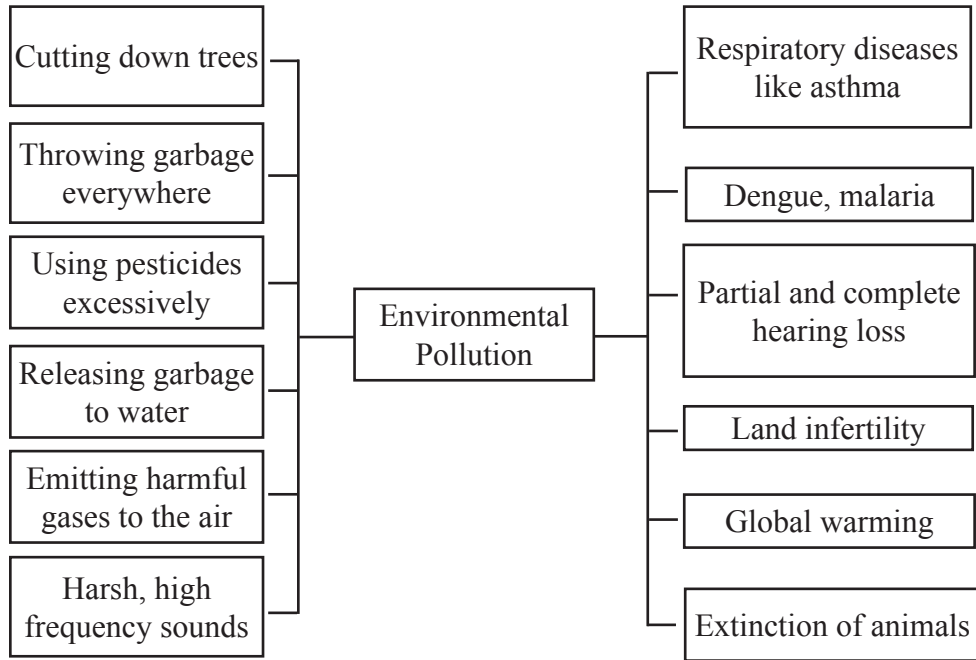 Cutting down trees
Throwing garbage
everywhere
Using pesticides
excessively
Releasing garbage
to water
Emitting harmful
gases to the air
Harsh, high
frequency sounds
Environmental
Pollution
Respiratory diseases
like asthma
Dengue, malaria
Partial and complete
hearing loss
Land infertility
Global warming
Extinction of animals